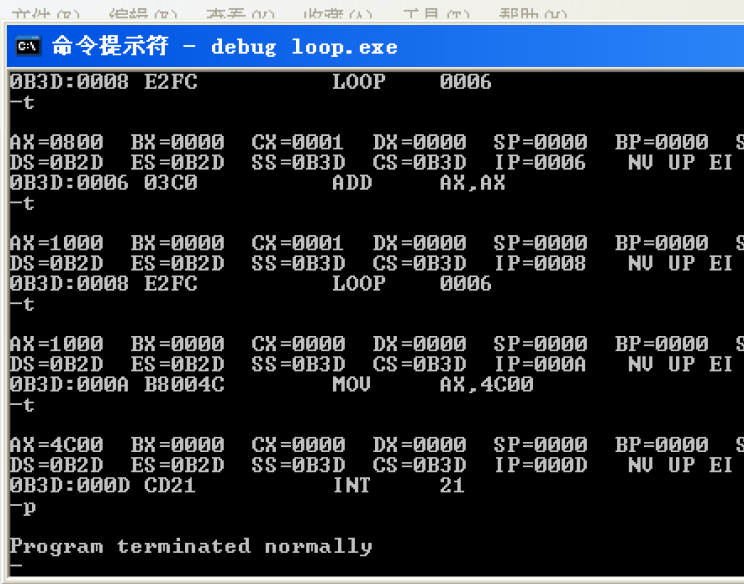 文件(F) 编辑(E) 查看(V) 收藏(A) 工具(T) 帮助(H)
命令提示符 - debug loop.exe
0B3D:0008 E2FC LOOP 0006
-t
AX=0800 BX=0000 CX=0001 DX=0000 SP=0000 BP=0000 S
DS=0B2D ES=0B2D SS=0B3D CS=0B3D IP=0006 NV UP EI
0B3D:0006 03C0 ADD AX,AX
-t
AX=1000 BX=0000 CX=0001 DX=0000 SP=0000 BP=0000 S
DS=0B2D ES=0B2D SS=0B3D CS=0B3D IP=0008 NV UP EI
0B3D:0008 E2FC LOOP 0006
-t
AX=1000 BX=0000 CX=0000 DX=0000 SP=0000 BP=0000 S
DS=0B2D ES=0B2D SS=0B3D CS=0B3D IP=000A NV UP EI
0B3D:000A B8004C MOV AX,4C00
-t
AX=4C00 BX=0000 CX=0000 DX=0000 SP=0000 BP=0000 S
DS=0B2D ES=0B2D SS=0B3D CS=0B3D IP=000D NV UP EI
0B3D:000D CD21 INT 21
-p
Program terminated normally
-